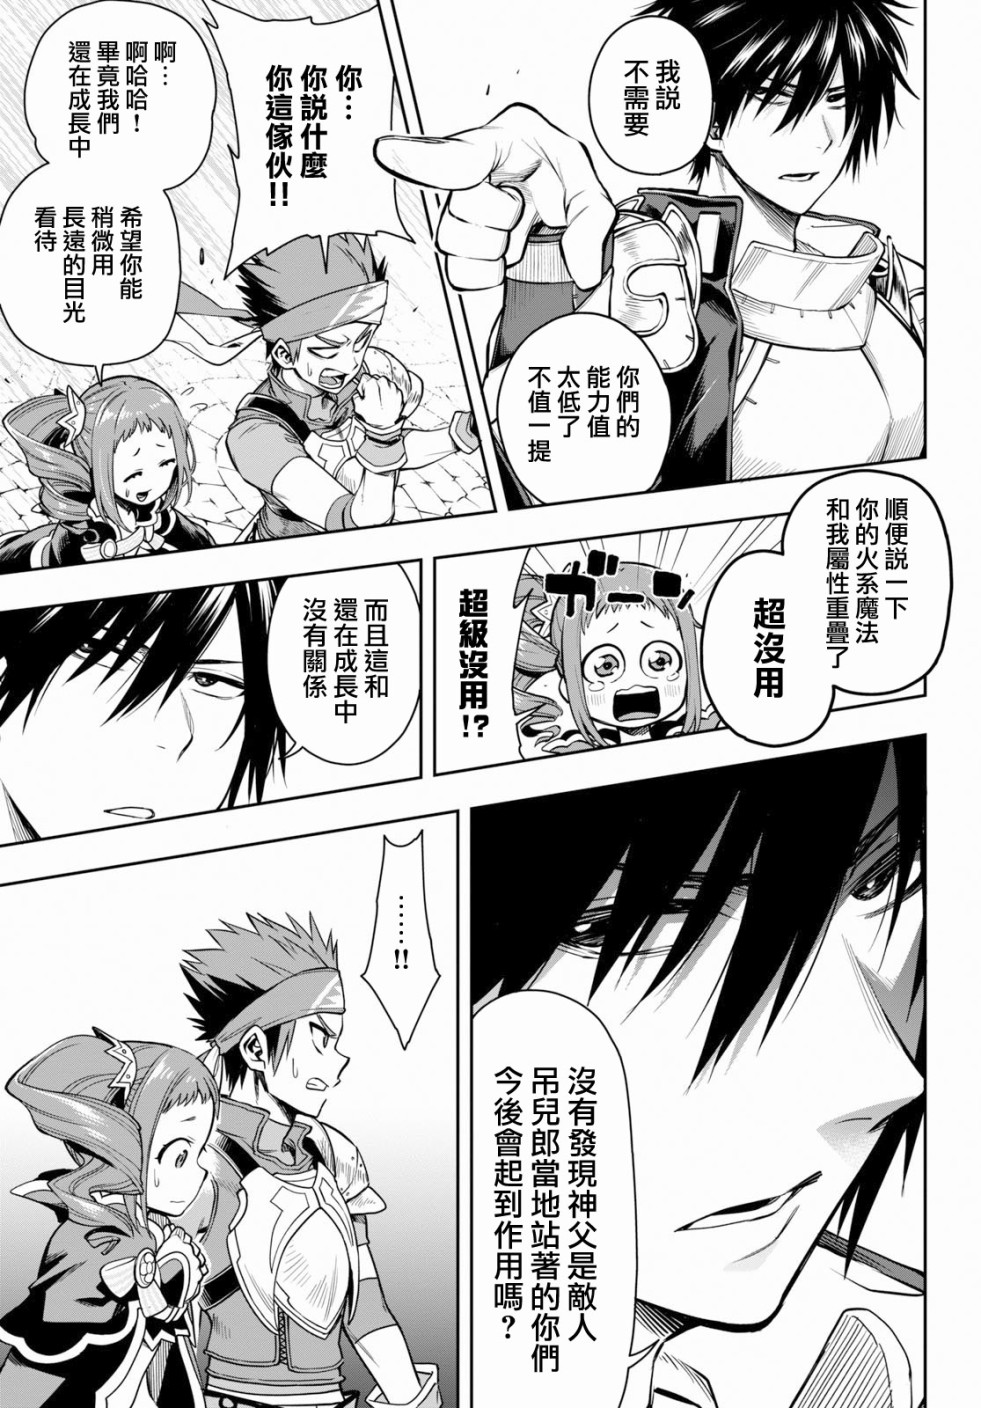 我説
不需要
你們的
能力值
太低了
不值一提
你…
你説什麼
你這傢伙!!
啊…
啊哈哈！
畢竟我們
還在成長中
希望你能
稍微用
長遠的目光
看待
順便説一下
你的火系魔法
和我屬性重疊了
超沒用
ガーン
超級沒用!?
而且這和
還在成長中
沒有關係
沒有發現神父是敵人
吊兒郎當地站著的你們
今後會起到作用嗎？
……!!